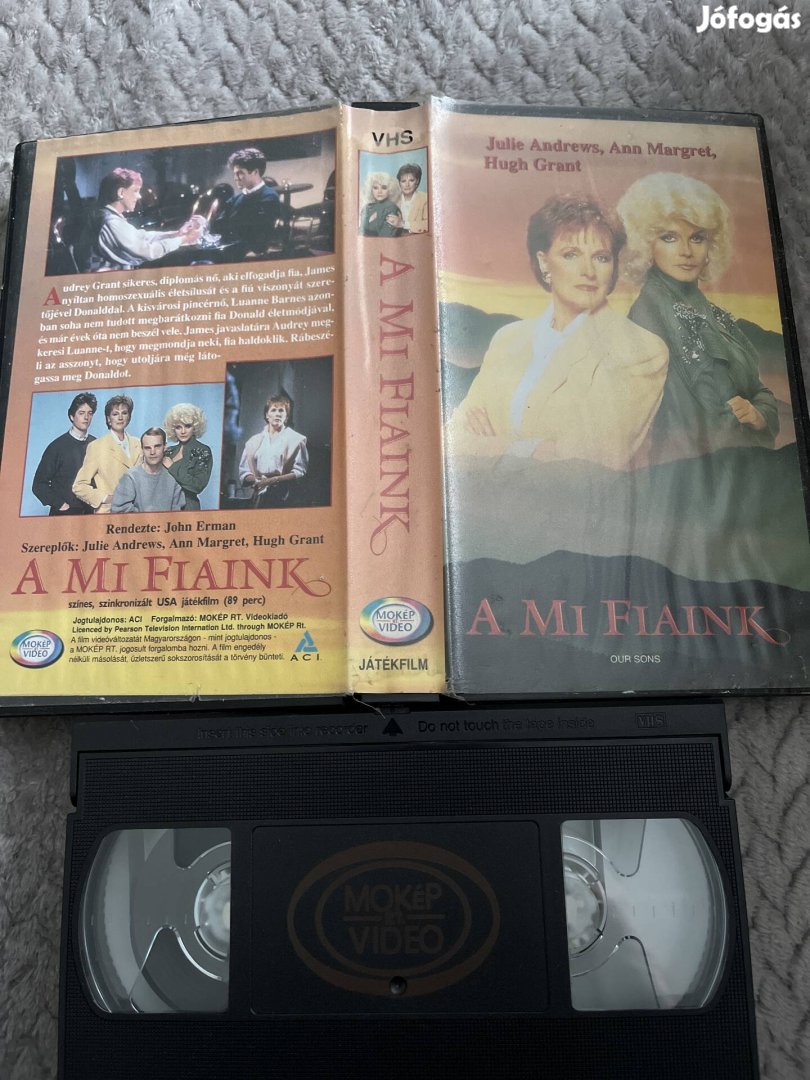 Jófogás
Audrey Grant sikeres, diplomás nő, aki elfogadja fia, James
nyíltan homoszexuális életsílusát és a fiú viszonyát szere-
tőjével Donalddal. A kisvárosi pincérnő, Luanne Barnes azon-
ban soha nem tudott megbarátkozni fia Donald életmódjával,
és már évek óta nem beszél vele. James javaslatára Audrey meg-
keresi Luanne-t, hogy megmondja neki, fia haldoklik. Rábeszé-
li az asszonyt, hogy utoljára még láto-
gassa meg Donaldot.
Rendezte: John Erman
Szereplők: Julie Andrews, Ann Margret, Hugh Grant
A MI FIAINK
színes, szinkronizált USA játékfilm (89 perc)
Jogtulajdonos: ACI Forgalmazó: MOKÉP RT. Videokiadó
Licenced by Pearson Television Internation Ltd. through MOKÉP Rt.
A film videóváltozatát Magyarországon - mint jogtulajdonos -
a MOKÉP RT. jogosult forgalomba hozni. A film engedély
nélküli másolását, üzletszerű sokszorosítását a törvény bünteti.
MOKÉP
RT
VIDEO
ACI
VHS
A MI FIAINK
MOKÉP
RT
VIDEO
JÁTÉKFILM
Julie Andrews, Ann Margret,
Hugh Grant
A MI FIAINK
OUR SONS
Insert this side into recorder Do not touch the tape inside VHS
MOKÉP
RT
VIDEO